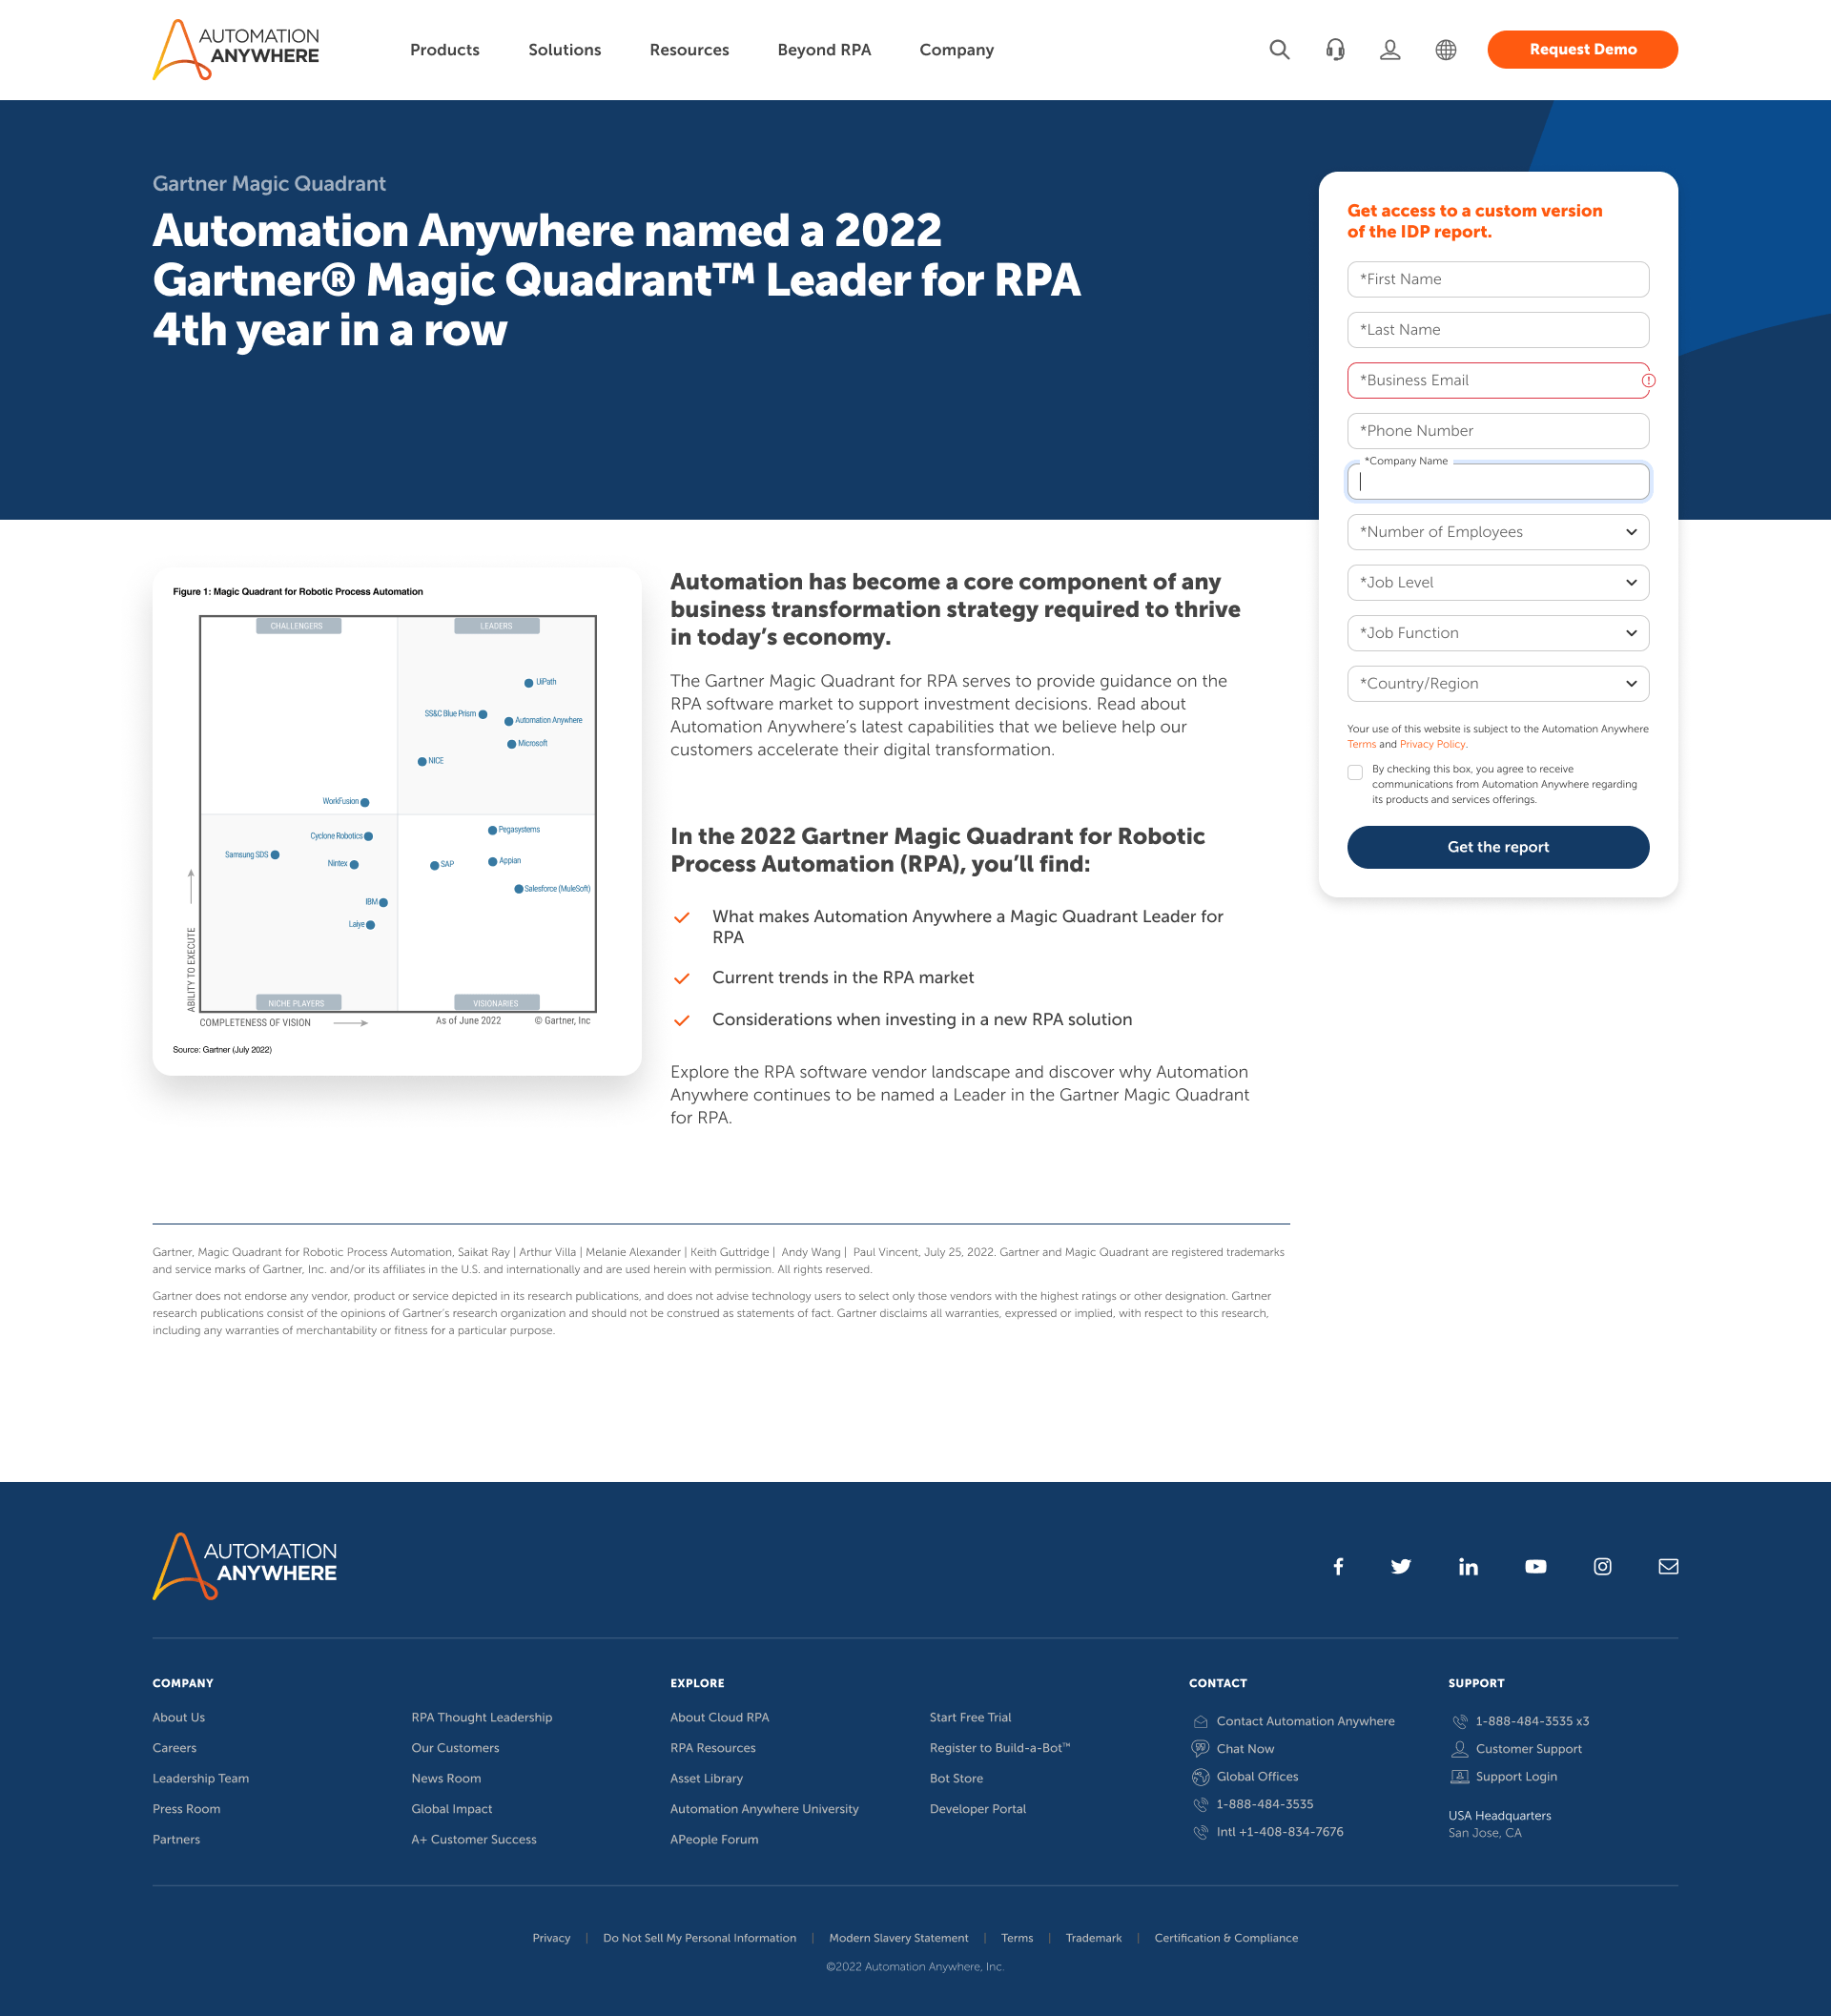 AUTOMATION
ANYWHERE
Products
Solutions
Resources
Beyond RPA
Company
Request Demo
Gartner Magic Quadrant
Automation Anywhere named a 2022
Gartner® Magic Quadrant™ Leader for RPA
4th year in a row
Get access to a custom version
of the IDP report.
*First Name
*Last Name
*Business Email
*Phone Number
*Company Name
*Number of Employees
*Job Level
*Job Function
*Country/Region
Your use of this website is subject to the Automation Anywhere
Terms and Privacy Policy.
By checking this box, you agree to receive
communications from Automation Anywhere regarding
its products and services offerings.
Get the report
Figure 1: Magic Quadrant for Robotic Process Automation
CHALLENGERS
LEADERS
UiPath
SS&C Blue Prism
Automation Anywhere
Microsoft
NICE
WorkFusion
Cyclone Robotics
Pegasystems
Samsung SDS
Nintex
SAP
Appian
Salesforce (MuleSoft)
IBM
Laiye
ABILITY TO EXECUTE
NICHE PLAYERS
VISIONARIES
COMPLETENESS OF VISION
As of June 2022
© Gartner, Inc
Source: Gartner (July 2022)
Automation has become a core component of any
business transformation strategy required to thrive
in today's economy.
The Gartner Magic Quadrant for RPA serves to provide guidance on the
RPA software market to support investment decisions. Read about
Automation Anywhere's latest capabilities that we believe help our
customers accelerate their digital transformation.
In the 2022 Gartner Magic Quadrant for Robotic
Process Automation (RPA), you'll find:
What makes Automation Anywhere a Magic Quadrant Leader for
RPA
Current trends in the RPA market
Considerations when investing in a new RPA solution
Explore the RPA software vendor landscape and discover why Automation
Anywhere continues to be named a Leader in the Gartner Magic Quadrant
for RPA.
Gartner, Magic Quadrant for Robotic Process Automation, Saikat Ray | Arthur Villa | Melanie Alexander | Keith Guttridge | Andy Wang | Paul Vincent, July 25, 2022. Gartner and Magic Quadrant are registered trademarks
and service marks of Gartner, Inc. and/or its affiliates in the U.S. and internationally and are used herein with permission. All rights reserved.
Gartner does not endorse any vendor, product or service depicted in its research publications, and does not advise technology users to select only those vendors with the highest ratings or other designation. Gartner
research publications consist of the opinions of Gartner's research organization and should not be construed as statements of fact. Gartner disclaims all warranties, expressed or implied, with respect to this research,
including any warranties of merchantability or fitness for a particular purpose.
AUTOMATION
ANYWHERE
COMPANY
About Us
Careers
Leadership Team
Press Room
Partners
RPA Thought Leadership
Our Customers
News Room
Global Impact
A+ Customer Success
EXPLORE
About Cloud RPA
RPA Resources
Asset Library
Automation Anywhere University
APeople Forum
Start Free Trial
Register to Build-a-Bot™
Bot Store
Developer Portal
CONTACT
Contact Automation Anywhere
Chat Now
Global Offices
1-888-484-3535
Intl +1-408-834-7676
SUPPORT
1-888-484-3535 x3
Customer Support
Support Login
USA Headquarters
San Jose, CA
Privacy | Do Not Sell My Personal Information | Modern Slavery Statement | Terms | Trademark | Certification & Compliance
©2022 Automation Anywhere, Inc.